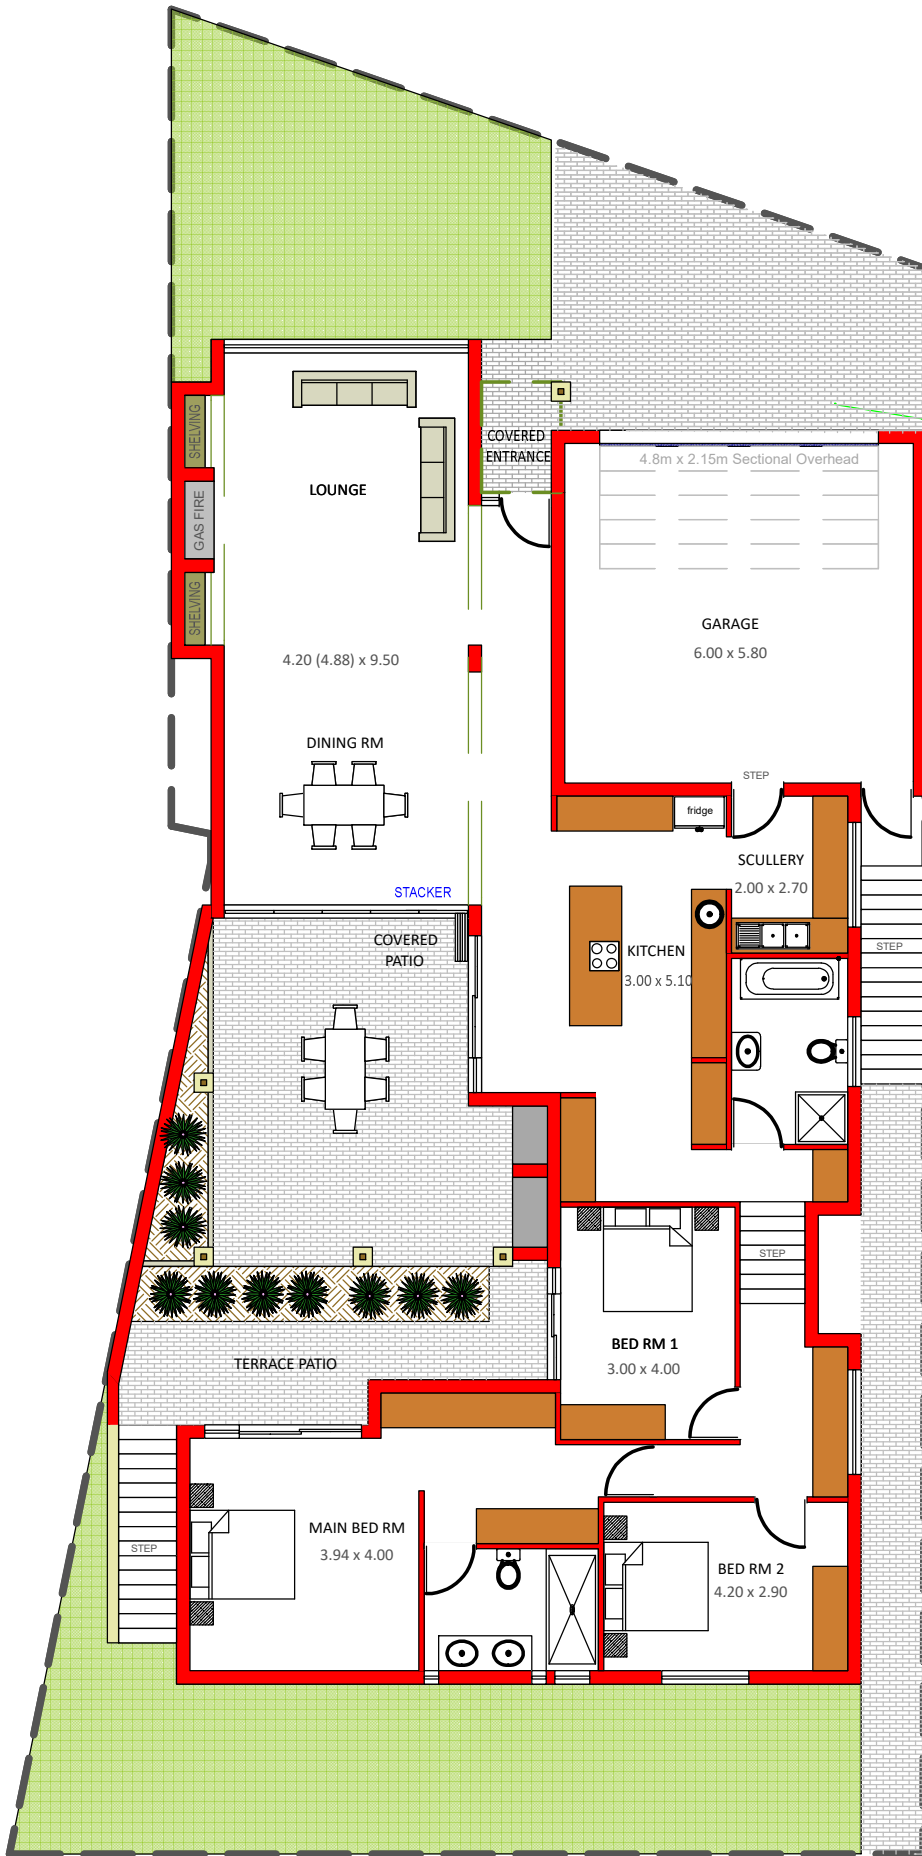 COVERED
ENTRANCE
4.8m x 2.15m Sectional Overhead
SHELVING
LOUNGE
GAS FIRE
SHELVING
GARAGE
6.00 x 5.80
4.20 (4.88) x 9.50
DINING RM
STEP
fridge
SCULLERY
2.00 x 2.70
STACKER
COVERED
PATIO
KITCHEN
3.00 x 5.10
STEP
STEP
BED RM 1
3.00 x 4.00
TERRACE PATIO
MAIN BED RM
3.94 x 4.00
STEP
BED RM 2
4.20 x 2.90